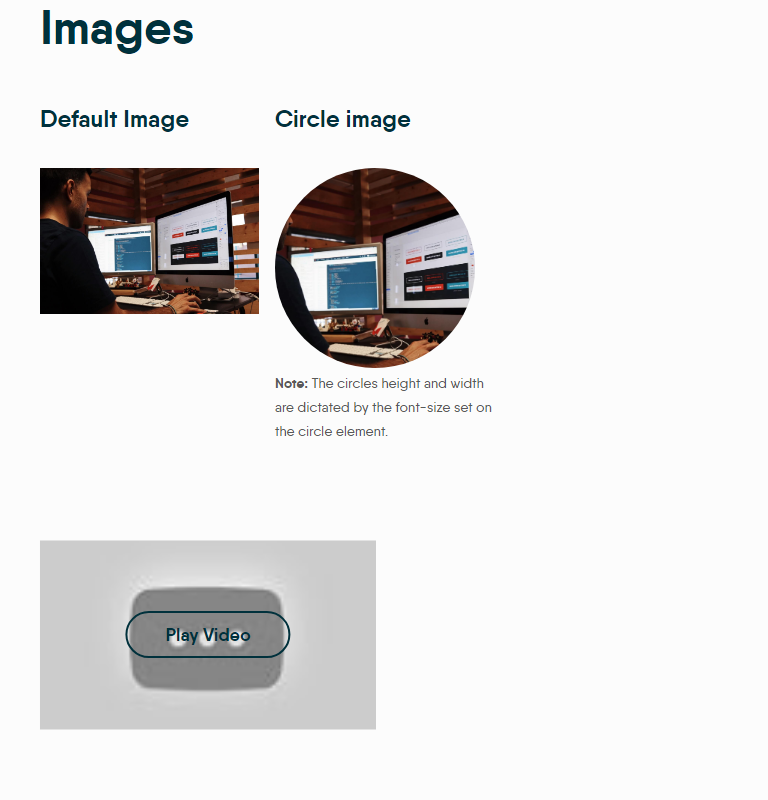 Images
Default Image
Circle image
Note: The circles height and width
are dictated by the font-size set on
the circle element.
Play Video